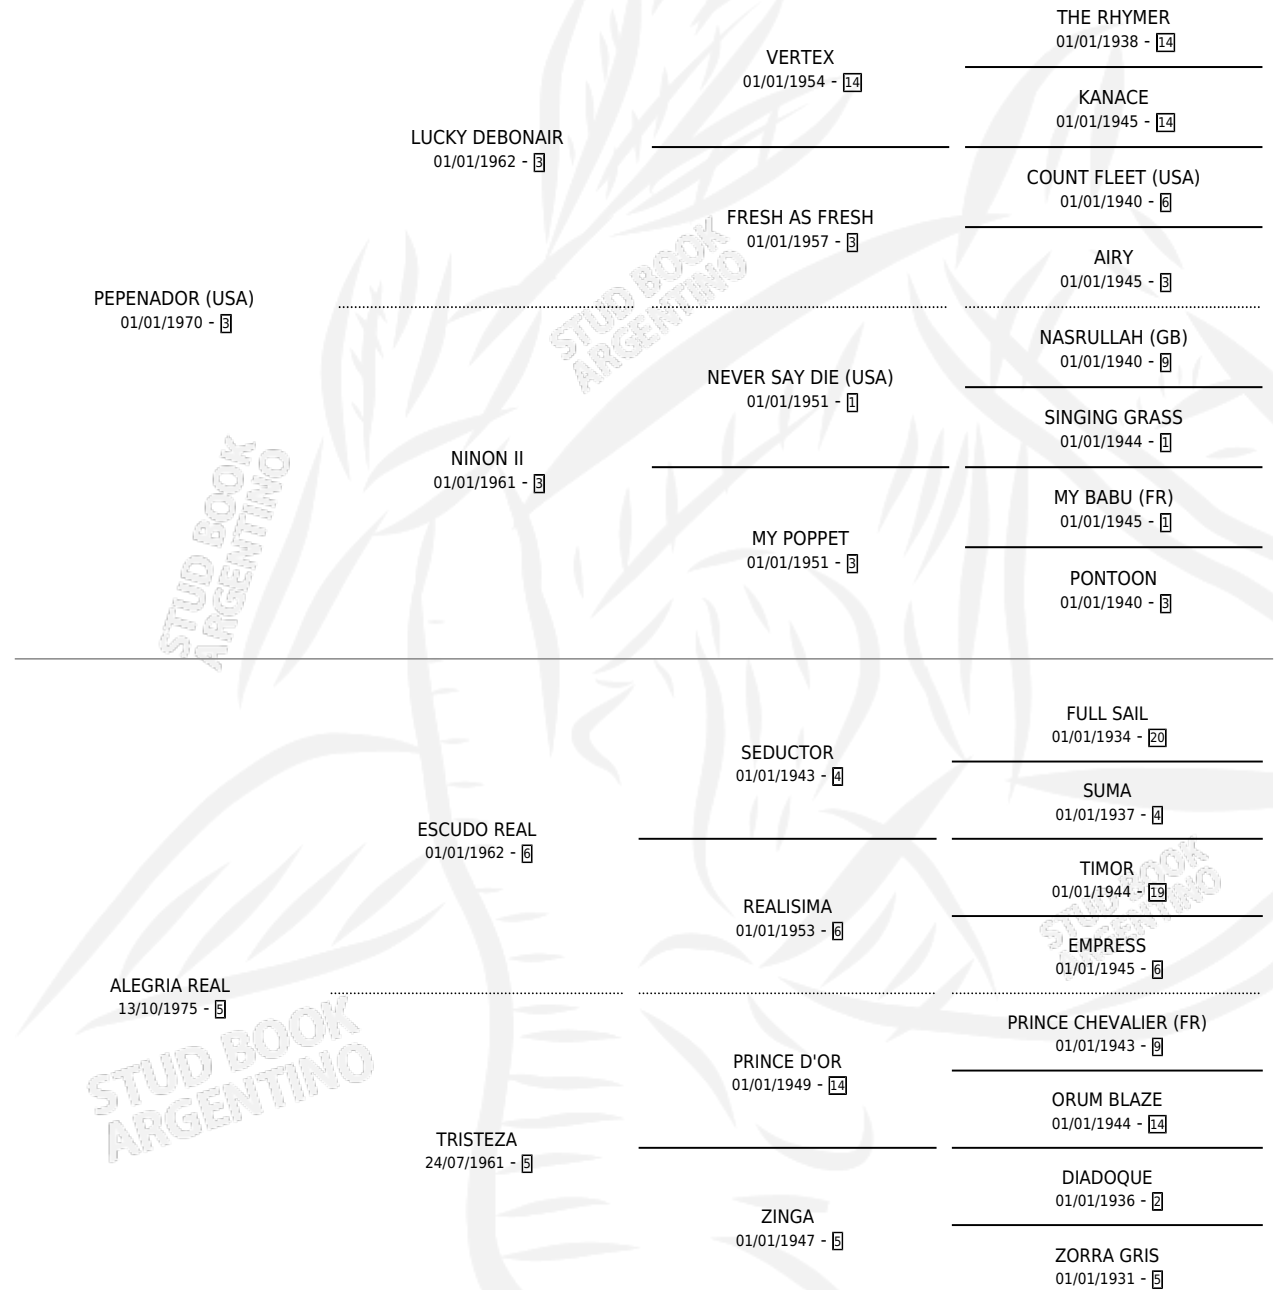 THE RHYMER
01/01/1938 - 14
VERTEX
01/01/1954 - 14
KANACE
01/01/1945 - 14
LUCKY DEBONAIR
01/01/1962 - 3
COUNT FLEET (USA)
01/01/1940 - 6
FRESH AS FRESH
01/01/1957 - 3
AIRY
01/01/1945 - 3
PEPENADOR (USA)
01/01/1970 - 3
STUD BOOK
ARGENTINO
NASRULLAH (GB)
01/01/1940 - 9
NEVER SAY DIE (USA)
01/01/1951 - 1
SINGING GRASS
01/01/1944 - 1
NINON II
01/01/1961 - 3
MY BABU (FR)
01/01/1945 - 1
MY POPPET
01/01/1951 - 3
PONTOON
01/01/1940 - 3
STUD BOOK
ARGENTINO
FULL SAIL
01/01/1934 - 20
SEDUCTOR
01/01/1943 - 4
SUMA
01/01/1937 - 4
ESCUDO REAL
01/01/1962 - 6
TIMOR
01/01/1944 - 19
REALISIMA
01/01/1953 - 6
EMPRESS
01/01/1945 - 6
STUD BOOK
ARGENTINO
ALEGRIA REAL
13/10/1975 - 5
PRINCE CHEVALIER (FR)
01/01/1943 - 9
PRINCE D'OR
01/01/1949 - 14
ORUM BLAZE
01/01/1944 - 14
STUD BOOK
ARGENTINO
TRISTEZA
24/07/1961 - 5
DIADOQUE
01/01/1936 - 2
ZINGA
01/01/1947 - 5
ZORRA GRIS
01/01/1931 - 5